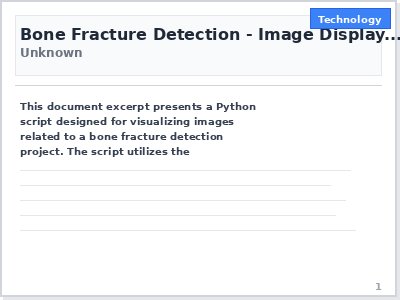 Technology
Bone Fracture Detection - Image Display...
Unknown
This document excerpt presents a Python
script designed for visualizing images
related to a bone fracture detection
project. The script utilizes the
1